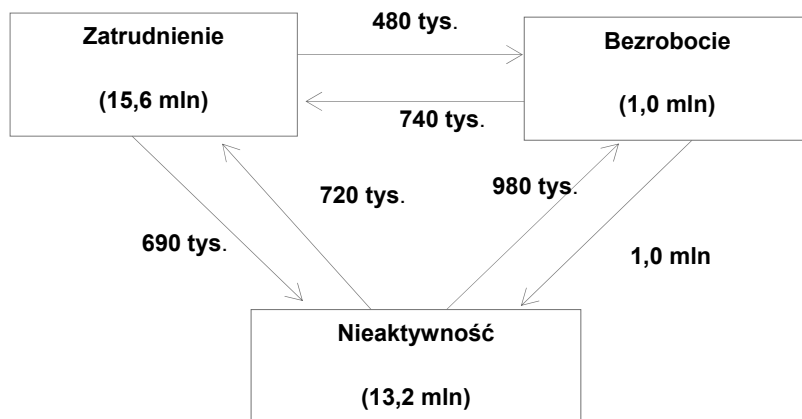 Zatrudnienie
(15,6 mln)
480 tys.
740 tys.
Bezrobocie
(1,0 mln)
690 tys.
720 tys.
980 tys.
1,0 mln
Nieaktywność
(13,2 mln)